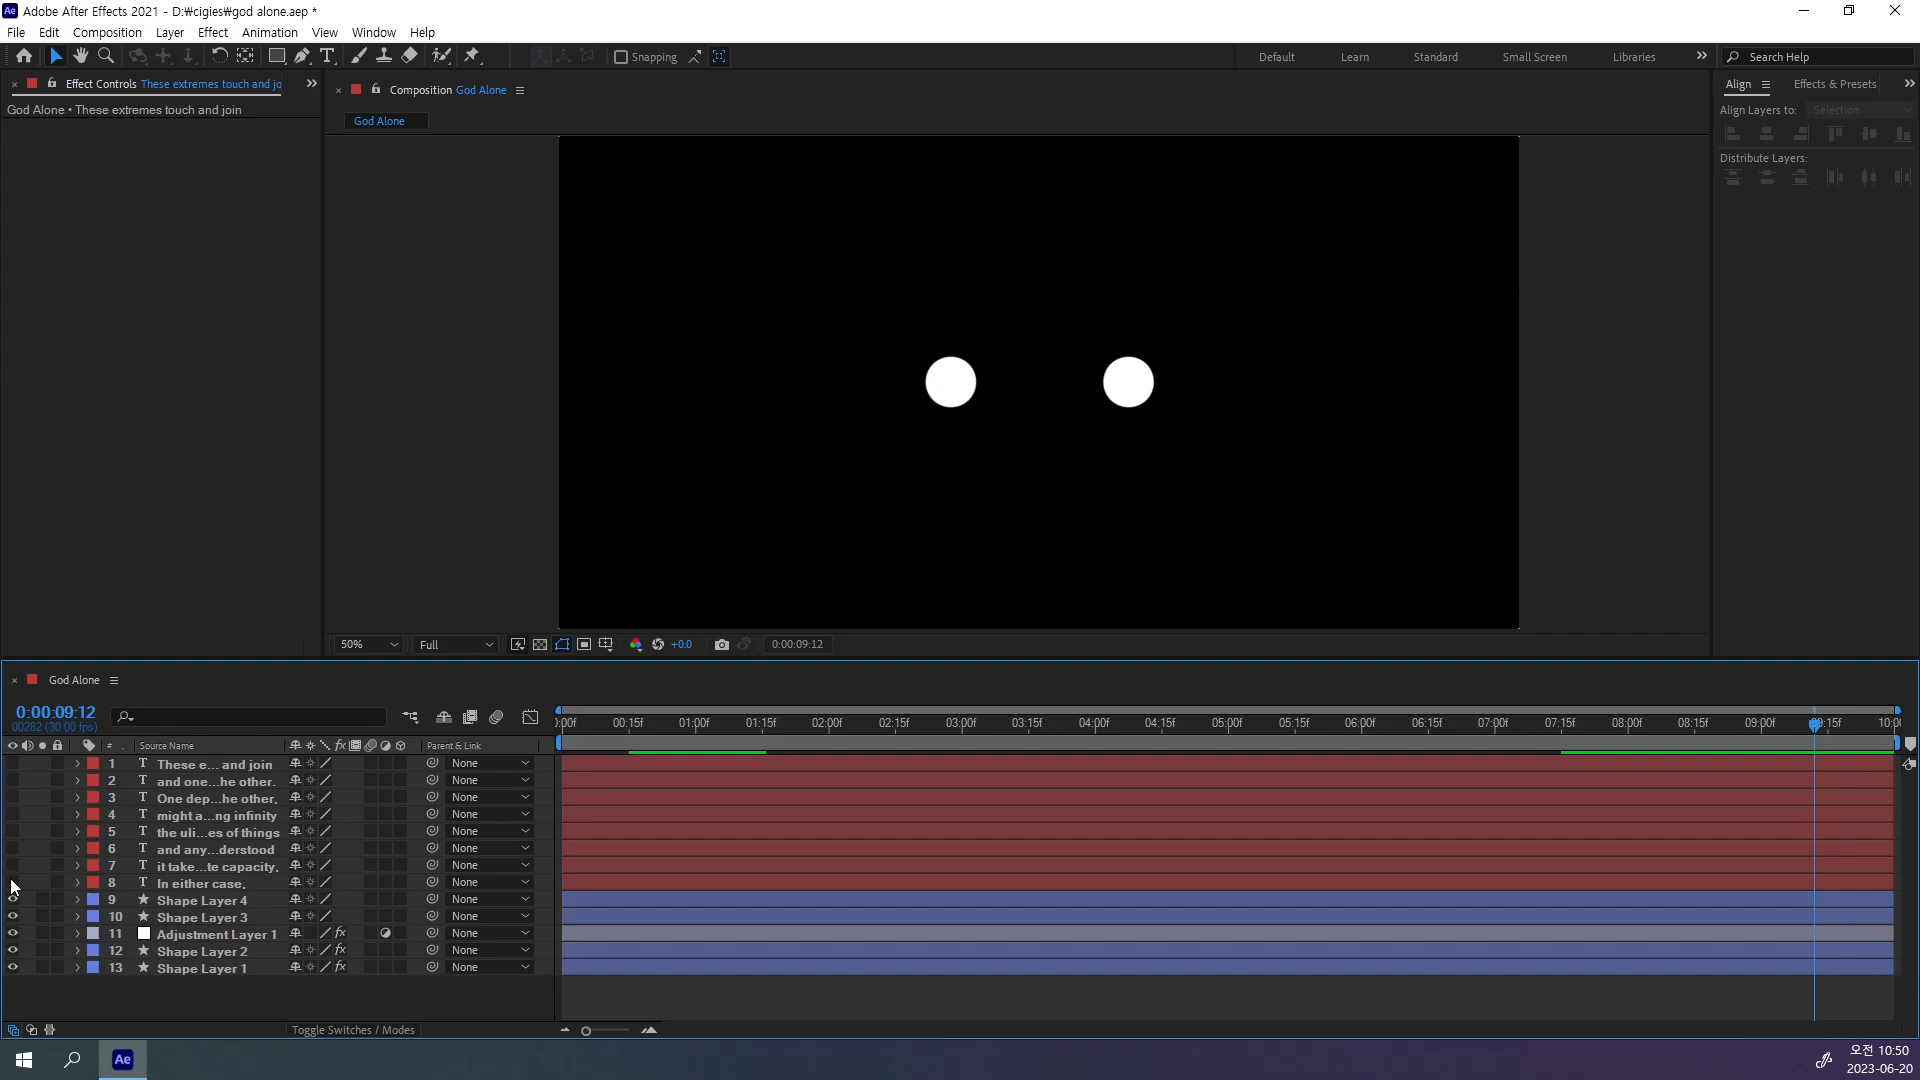 Ae Adobe After Effects 2021 - D:₩cigies₩god alone.aep *
File Edit Composition Layer Effect Animation View Window Help
Snapping Default Learn Standard Small Screen Libraries Search Help
Effect Controls These extremes touch and jo
God Alone • These extremes touch and join
Composition God Alone
God Alone
Align Effects & Presets
Align Layers to: Selection
Distribute Layers:
50% Full +0.0 0:00:09:12
God Alone
0:00:09:12
00282 (30.00 fps)
):00f 00:15f 01:00f 01:15f 02:00f 02:15f 03:00f 03:15f 04:00f 04:15f 05:00f 05:15f 06:00f 06:15f 07:00f 07:15f 08:00f 08:15f 09:00f 09:15f 10:0(
# . Source Name Parent & Link
1 T These e... and join None
2 T and one...he other. None
3 T One dep...he other, None
4 T might a...ng infinity None
5 T the uli...es of things None
6 T and any...derstood None
7 T it take...te capacity, None
8 T In either case, None
9 Shape Layer 4 None
10 Shape Layer 3 None
11 Adjustment Layer 1 fx None
12 Shape Layer 2 fx None
13 Shape Layer 1 fx None
Toggle Switches / Modes
Ae
오전 10:50
2023-06-20